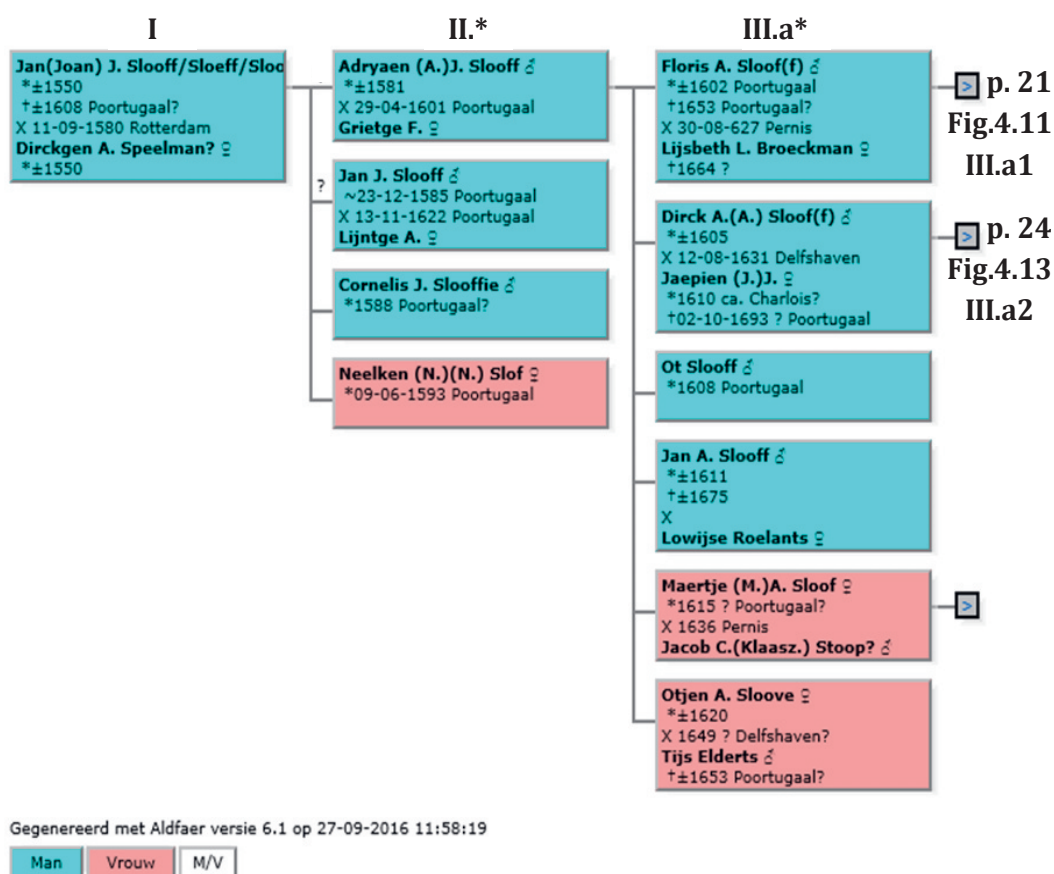 I
II.*
III.a*
Jan(Joan) J. Slooff/Sloeff/Sloo
*±1550
†±1608 Poortugaal?
X 11-09-1580 Rotterdam
Dirckgen A. Speelman? ♀
*±1550
?
Adryaen (A.)J. Slooff ♂
*±1581
X 29-04-1601 Poortugaal
Grietge F. ♀
Jan J. Slooff ♂
~23-12-1585 Poortugaal
X 13-11-1622 Poortugaal
Lijntge A. ♀
Cornelis J. Slooffie ♂
*1588 Poortugaal?
Neelken (N.)(N.) Slof ♀
*09-06-1593 Poortugaal
Floris A. Sloof(f) ♂
*±1602 Poortugaal
†1653 Poortugaal?
X 30-08-627 Pernis
Lijsbeth L. Broeckman ♀
†1664 ?
> p. 21
Fig.4.11
III.a1
Dirck A.(A.) Sloof(f) ♂
*±1605
X 12-08-1631 Delfshaven
Jaepien (J.)J. ♀
*1610 ca. Charlois?
†02-10-1693 ? Poortugaal
> p. 24
Fig.4.13
III.a2
Ot Slooff ♂
*1608 Poortugaal
Jan A. Slooff ♂
*±1611
†±1675
X
Lowijse Roelants ♀
Maertje (M.)A. Sloof ♀
*1615 ? Poortugaal?
X 1636 Pernis
Jacob C.(Klaasz.) Stoop? ♂
>
Otjen A. Sloove ♀
*±1620
X 1649 ? Delfshaven?
Tijs Elderts ♂
†±1653 Poortugaal?
Gegenereerd met Aldfaer versie 6.1 op 27-09-2016 11:58:19
Man
Vrouw
M/V